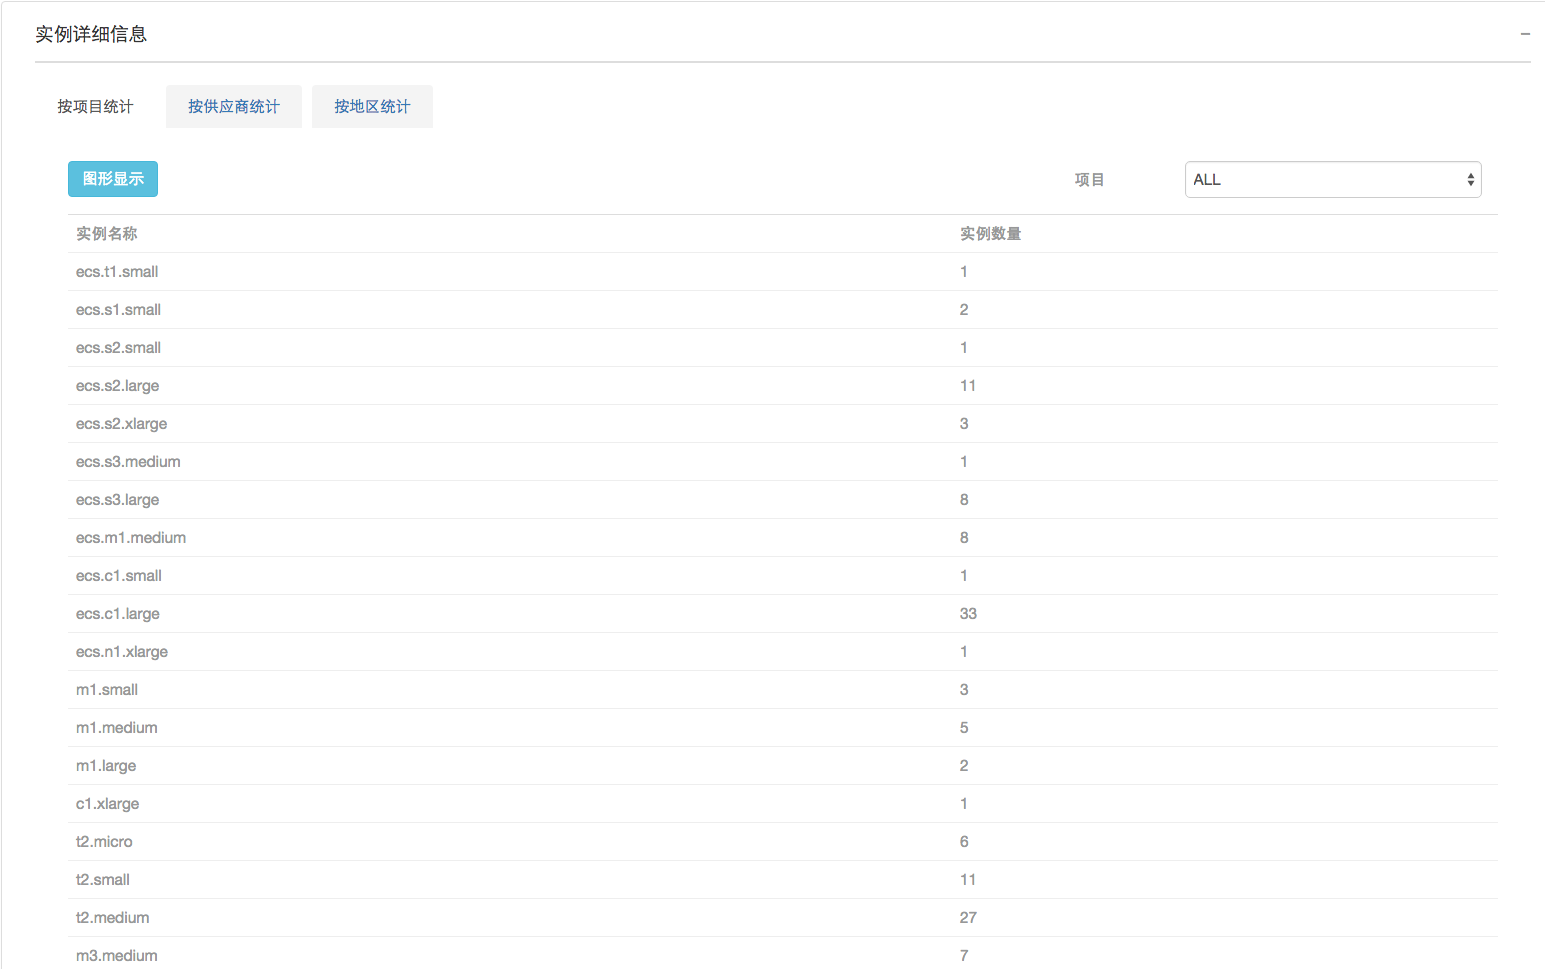 实例详细信息
按项目统计 按供应商统计 按地区统计
图形显示 项目 ALL
实例名称 实例数量
ecs.t1.small 1
ecs.s1.small 2
ecs.s2.small 1
ecs.s2.large 11
ecs.s2.xlarge 3
ecs.s3.medium 1
ecs.s3.large 8
ecs.m1.medium 8
ecs.c1.small 1
ecs.c1.large 33
ecs.n1.xlarge 1
m1.small 3
m1.medium 5
m1.large 2
c1.xlarge 1
t2.micro 6
t2.small 11
t2.medium 27
m3.medium 7